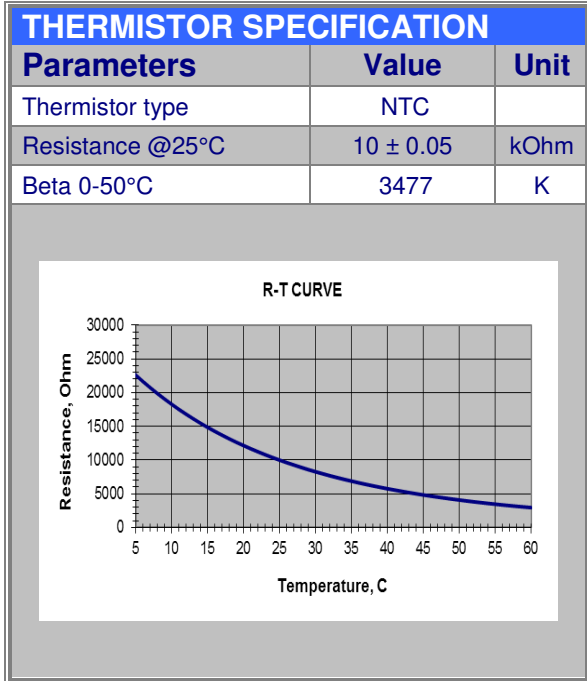 THERMISTOR SPECIFICATION
Parameters Value Unit
Thermistor type NTC
Resistance @25°C 10 ± 0.05 kOhm
Beta 0-50°C 3477 K
R-T CURVE
Resistance, Ohm
30000
25000
20000
15000
10000
5000
0
5 10 15 20 25 30 35 40 45 50 55 60
Temperature, C